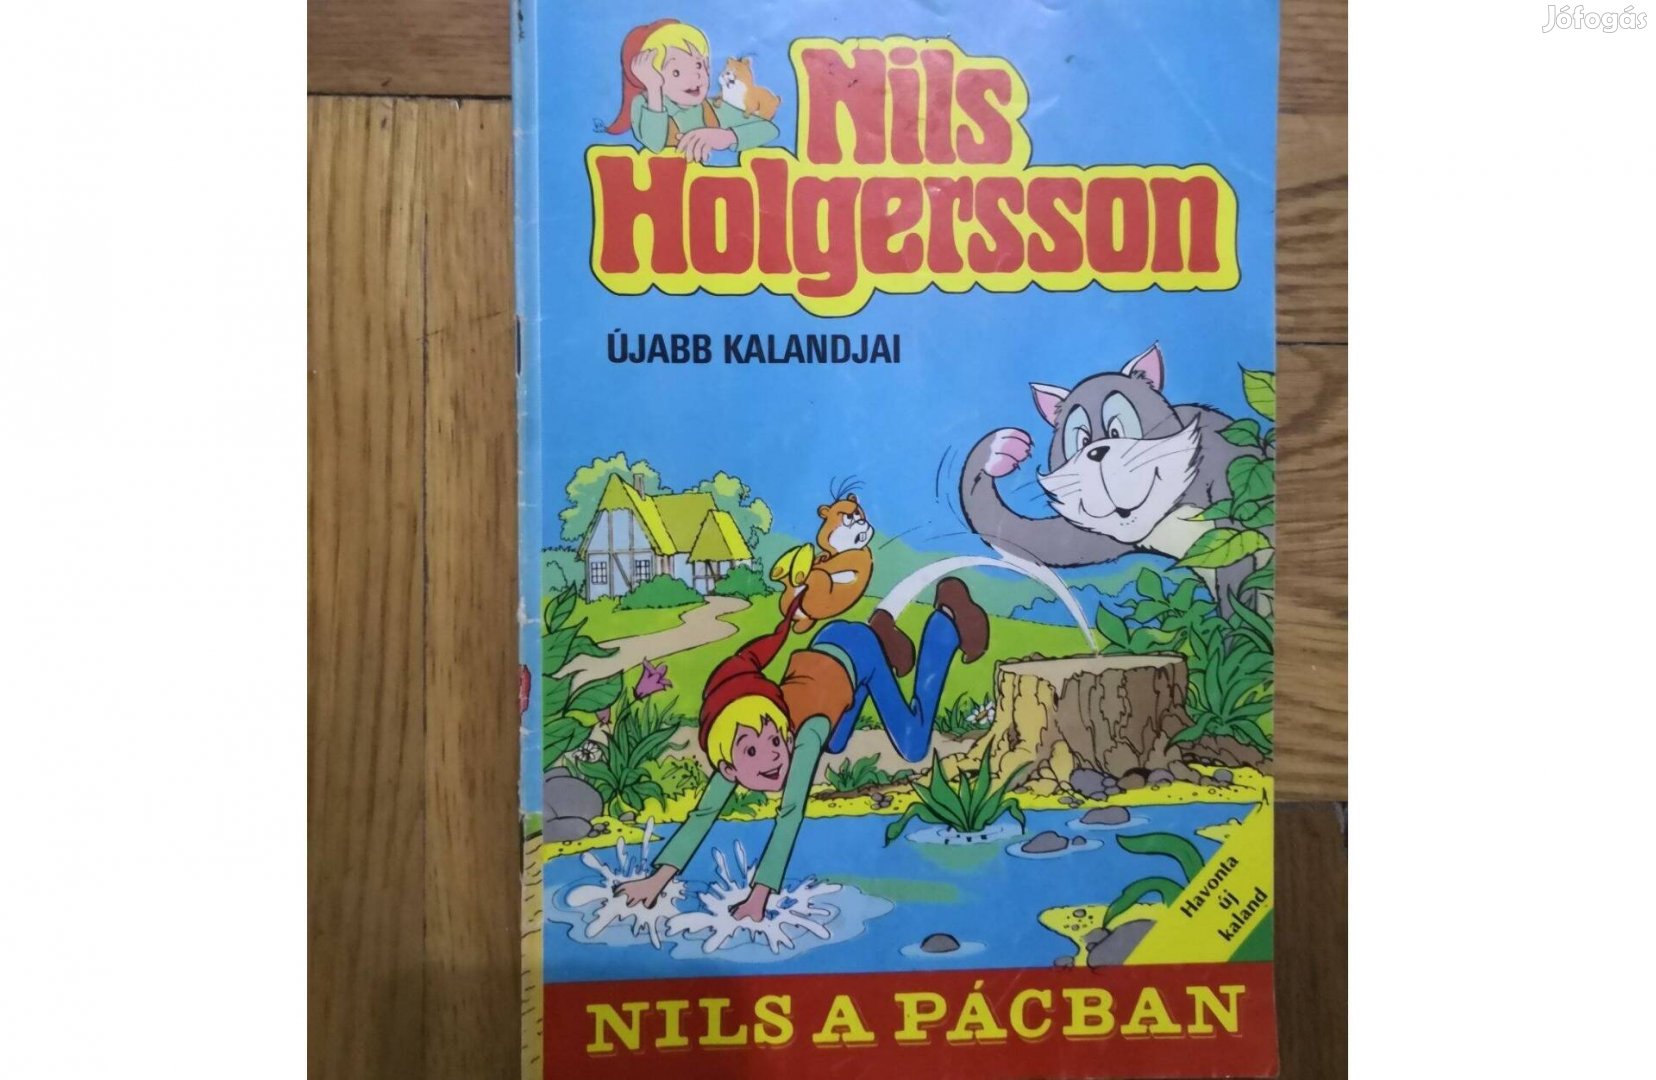 Jófogás
Nils
Holgersson
ÚJABB KALANDJAI
Havonta
új
kaland
NILS A PÁCBAN